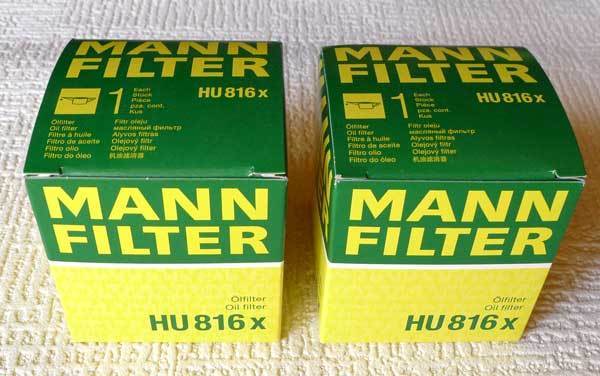 MANN
FILTER
1
Each
Stück
Pièce
pza. cont.
Kus
HU 816 x
Ölfilter
Oil filter
Filtre à huile
Filtro de aceite
Filtro olio
Filtro do óleo
Filtr oleju
масляный фильтр
Alyvos filtras
Olejový filtr
Olejový filter
机油滤清器
MANN
FILTER
Ölfilter
Oil filter
HU 816 x
MANN
FILTER
1
Each
Stück
Pièce
pza. cont.
Kus
HU 816 x
Ölfilter
Oil filter
Filtre à huile
Filtro de aceite
Filtro olio
Filtro do óleo
Filtr oleju
масляный фильтр
Alyvos filtras
Olejový filtr
Olejový filter
机油滤清器
MANN
FILTER
Ölfilter
Oil filter
HU 816 x